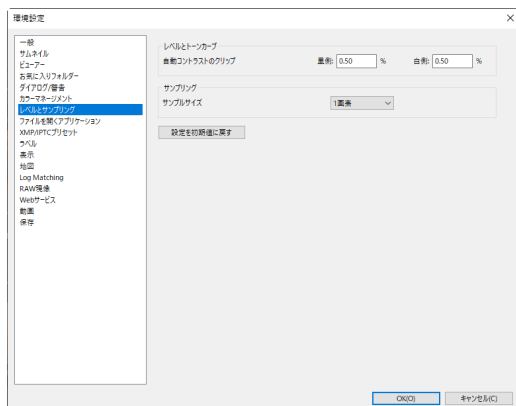 環境設定
一般
サムネイル
ビューアー
お気に入りフォルダー
ダイアログ/警告
カラーマネージメント
レベルとサンプリング
ファイルを開くアプリケーション
XMP/IPTCプリセット
ラベル
表示
地図
Log Matching
RAW現像
Webサービス
動画
保存
レベルとトーンカーブ
自動コントラストのクリップ 黒側: 0.50 % 白側: 0.50 %
サンプリング
サンプルサイズ 1画素
設定を初期値に戻す
OK(O) キャンセル(C)